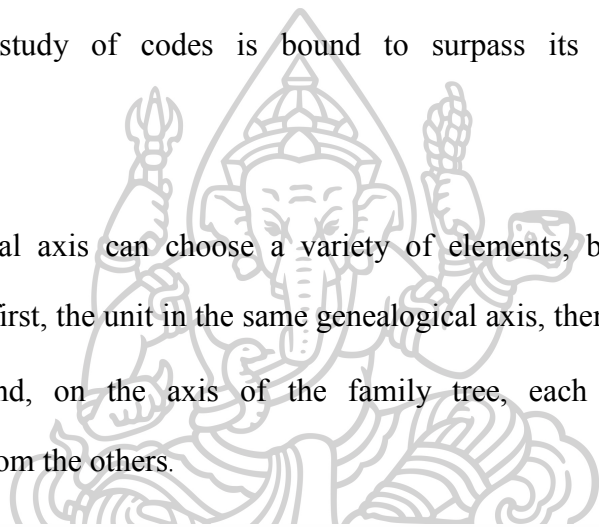 study of codes is bound to surpass its
al axis can choose a variety of elements, b
irst, the unit in the same genealogical axis, ther
nd, on the axis of the family tree, each
om the others.